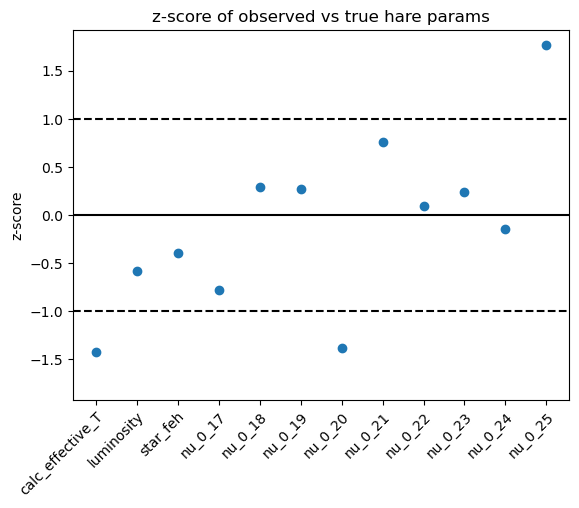 z-score of observed vs true hare params
z-score
1.5
1.0
0.5
0.0
−0.5
−1.0
−1.5
calc_effective_T
luminosity
star_feh
nu_0_17
nu_0_18
nu_0_19
nu_0_20
nu_0_21
nu_0_22
nu_0_23
nu_0_24
nu_0_25